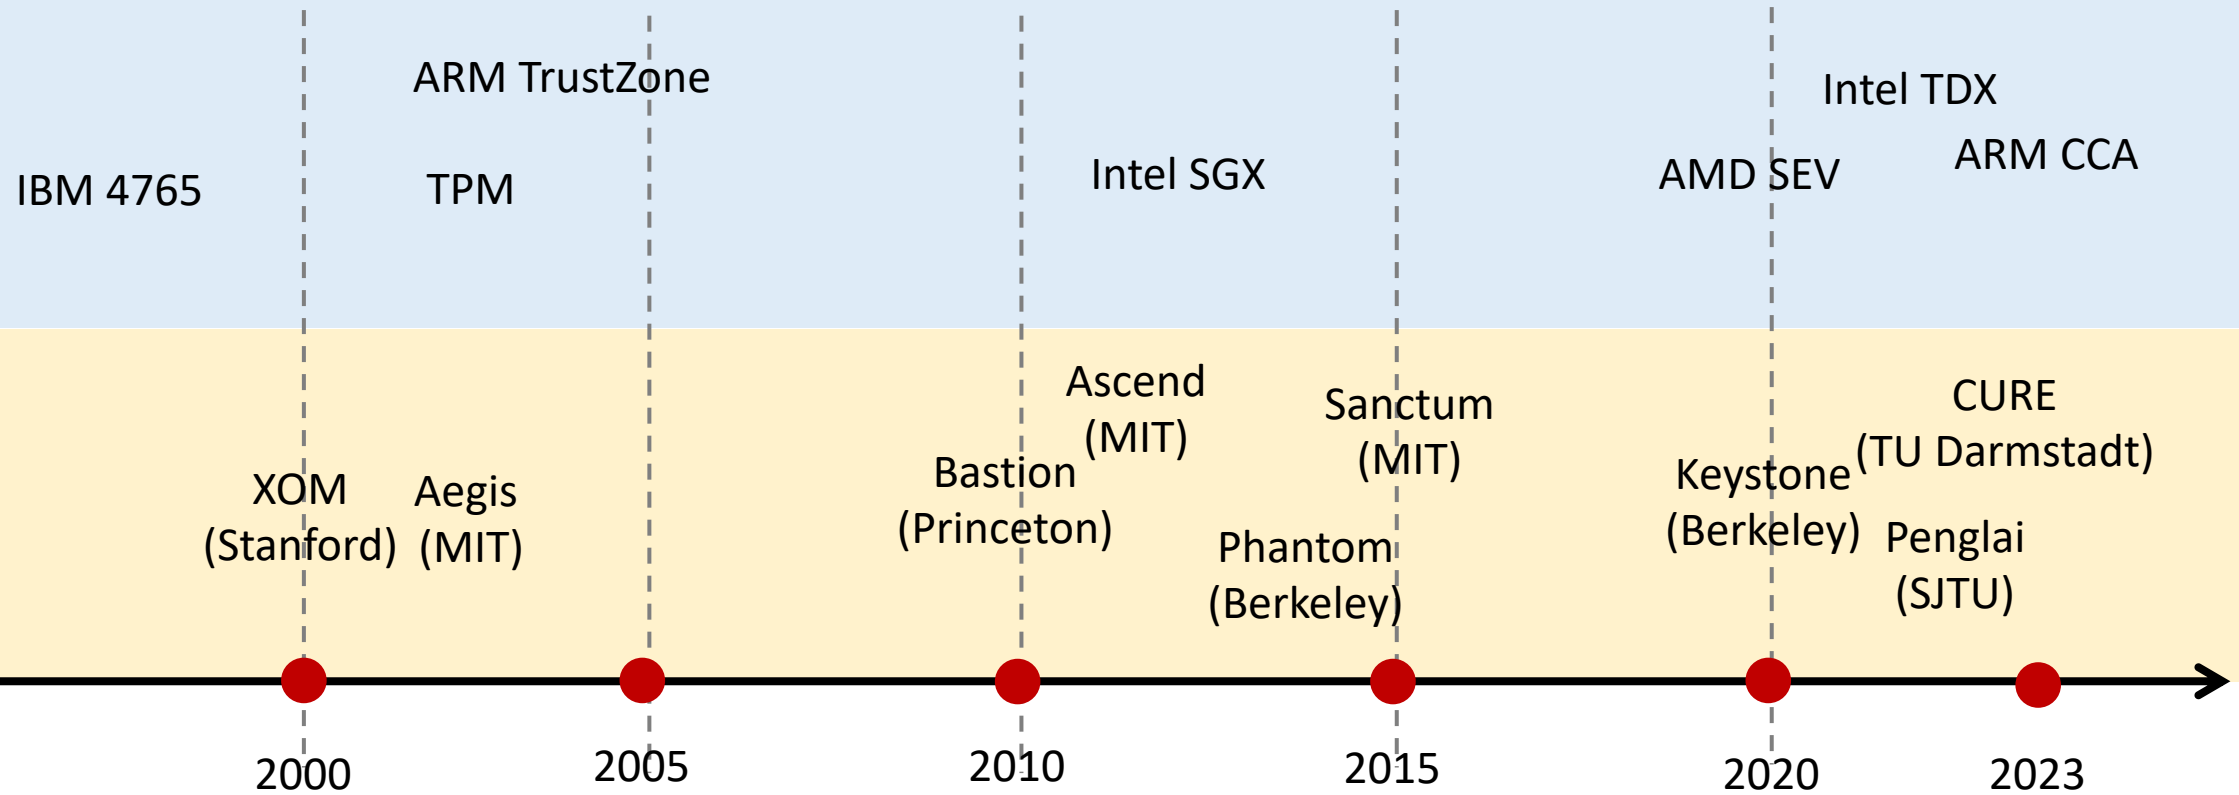 ARM TrustZone
Intel TDX
IBM 4765
TPM
Intel SGX
AMD SEV
ARM CCA
XOM
(Stanford)
Aegis
(MIT)
Bastion
(Princeton)
Ascend
(MIT)
Phantom
(Berkeley)
Sanctum
(MIT)
Keystone
(Berkeley)
CURE
(TU Darmstadt)
Penglai
(SJTU)
2000
2005
2010
2015
2020
2023